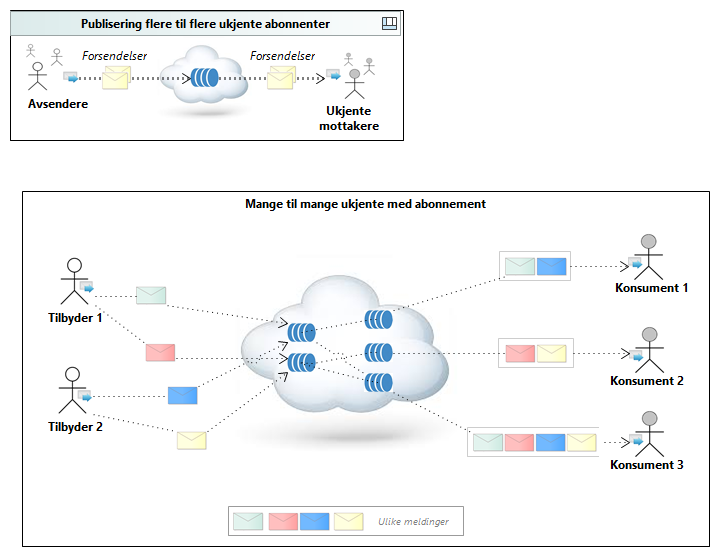 Publisering flere til flere ukjente abonnenter
Forsendelser
Forsendelser
Avsendere
Ukjente
mottakere
Mange til mange ukjente med abonnement
Tilbyder 1
Konsument 1
Konsument 2
Tilbyder 2
Konsument 3
Ulike meldinger